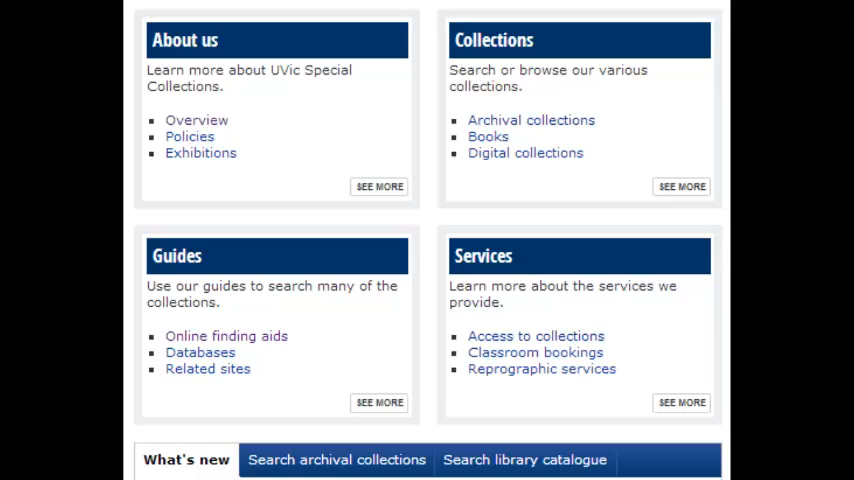 About us
Learn more about UVic Special
Collections.
Overview
Policies
Exhibitions
SEE MORE
Collections
Search or browse our various
collections.
Archival collections
Books
Digital collections
SEE MORE
Guides
Use our guides to search many of the
collections.
Online finding aids
Databases
Related sites
SEE MORE
Services
Learn more about the services we
provide.
Access to collections
Classroom bookings
Reprographic services
SEE MORE
What's new
Search archival collections
Search library catalogue